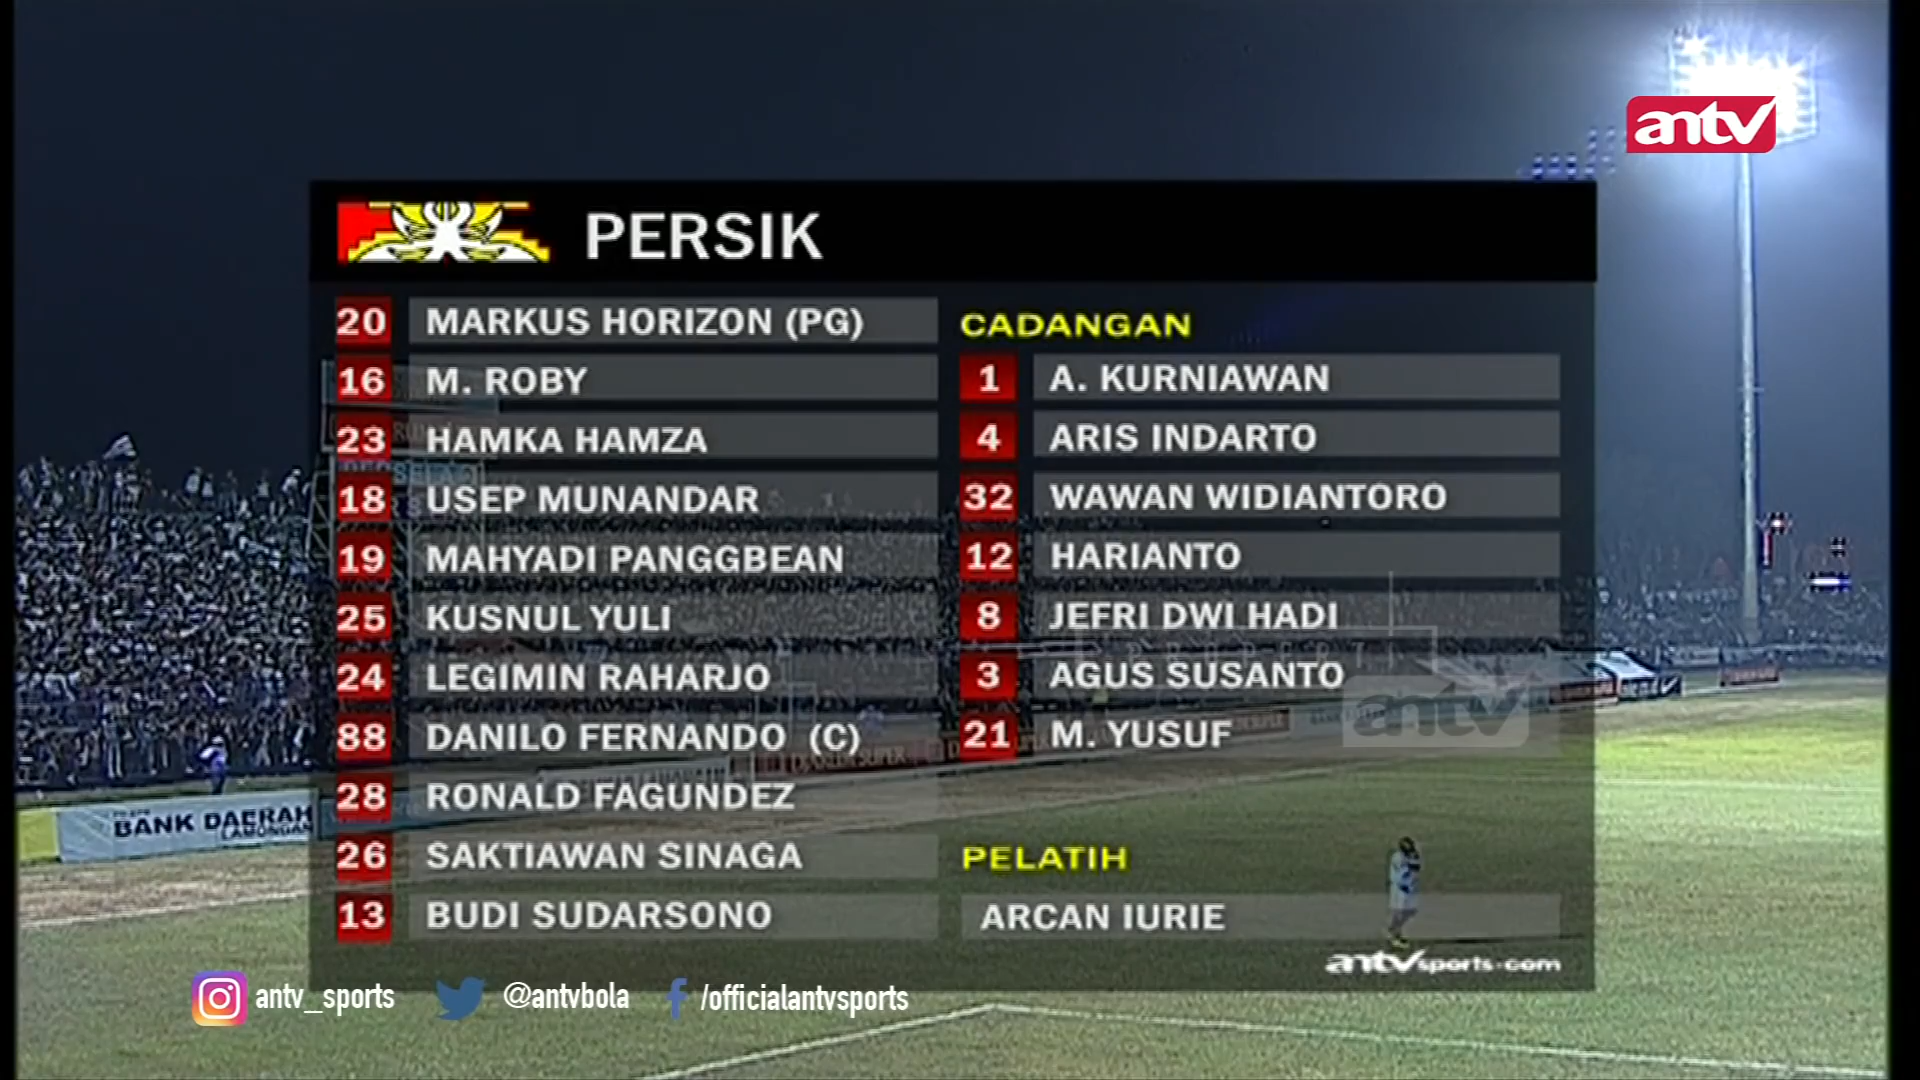 antv
PERSIK
20 MARKUS HORIZON (PG)
16 M. ROBY
23 HAMKA HAMZA
18 USEP MUNANDAR
19 MAHYADI PANGGBEAN
25 KUSNUL YULI
24 LEGIMIN RAHARJO
88 DANILO FERNANDO (C)
28 RONALD FAGUNDEZ
26 SAKTIAWAN SINAGA
13 BUDI SUDARSONO
CADANGAN
1 A. KURNIAWAN
4 ARIS INDARTO
32 WAWAN WIDIANTORO
12 HARIANTO
8 JEFRI DWI HADI
3 AGUS SUSANTO
21 M. YUSUF
antv
PELATIH
ARCAN IURIE
antvsports.com
BANK DAERAH
LAMONGAN
antv_sports
@antvbola
/officialantvsports